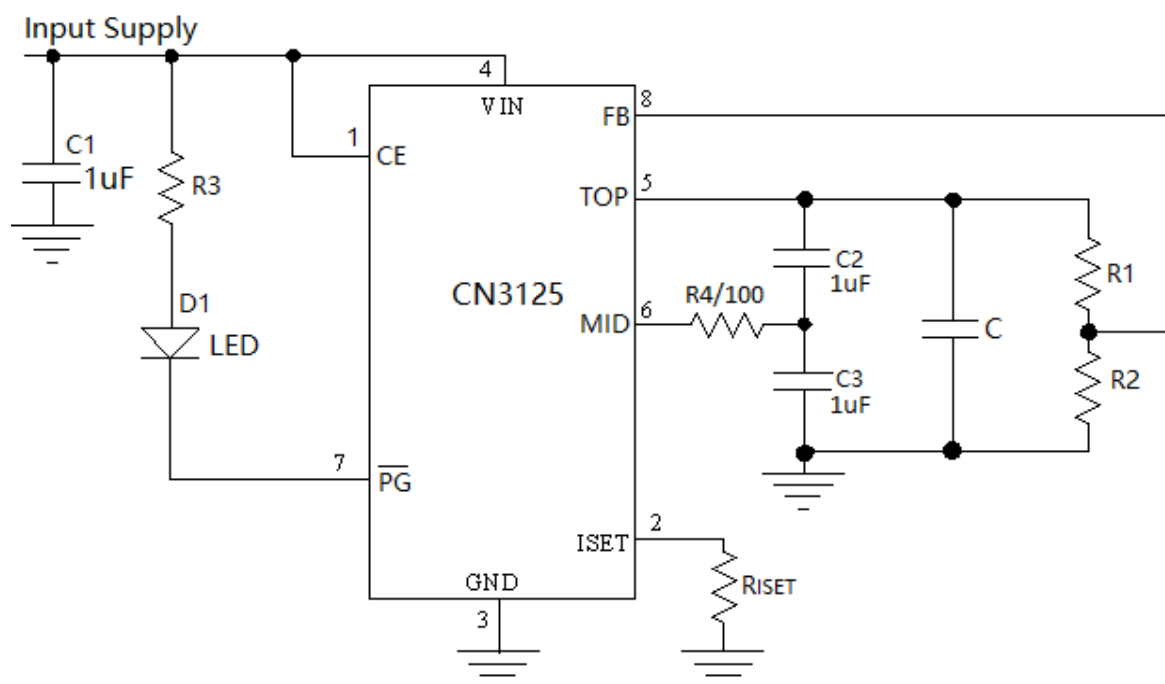 Input Supply
4
VIN
8
FB
C1
1uF
1
CE
R3
5
TOP
C2
1uF
R1
CN3125
R4/100
D1
6
MID
C
LED
C3
1uF
R2
7
PG
2
ISET
GND
RISET
3